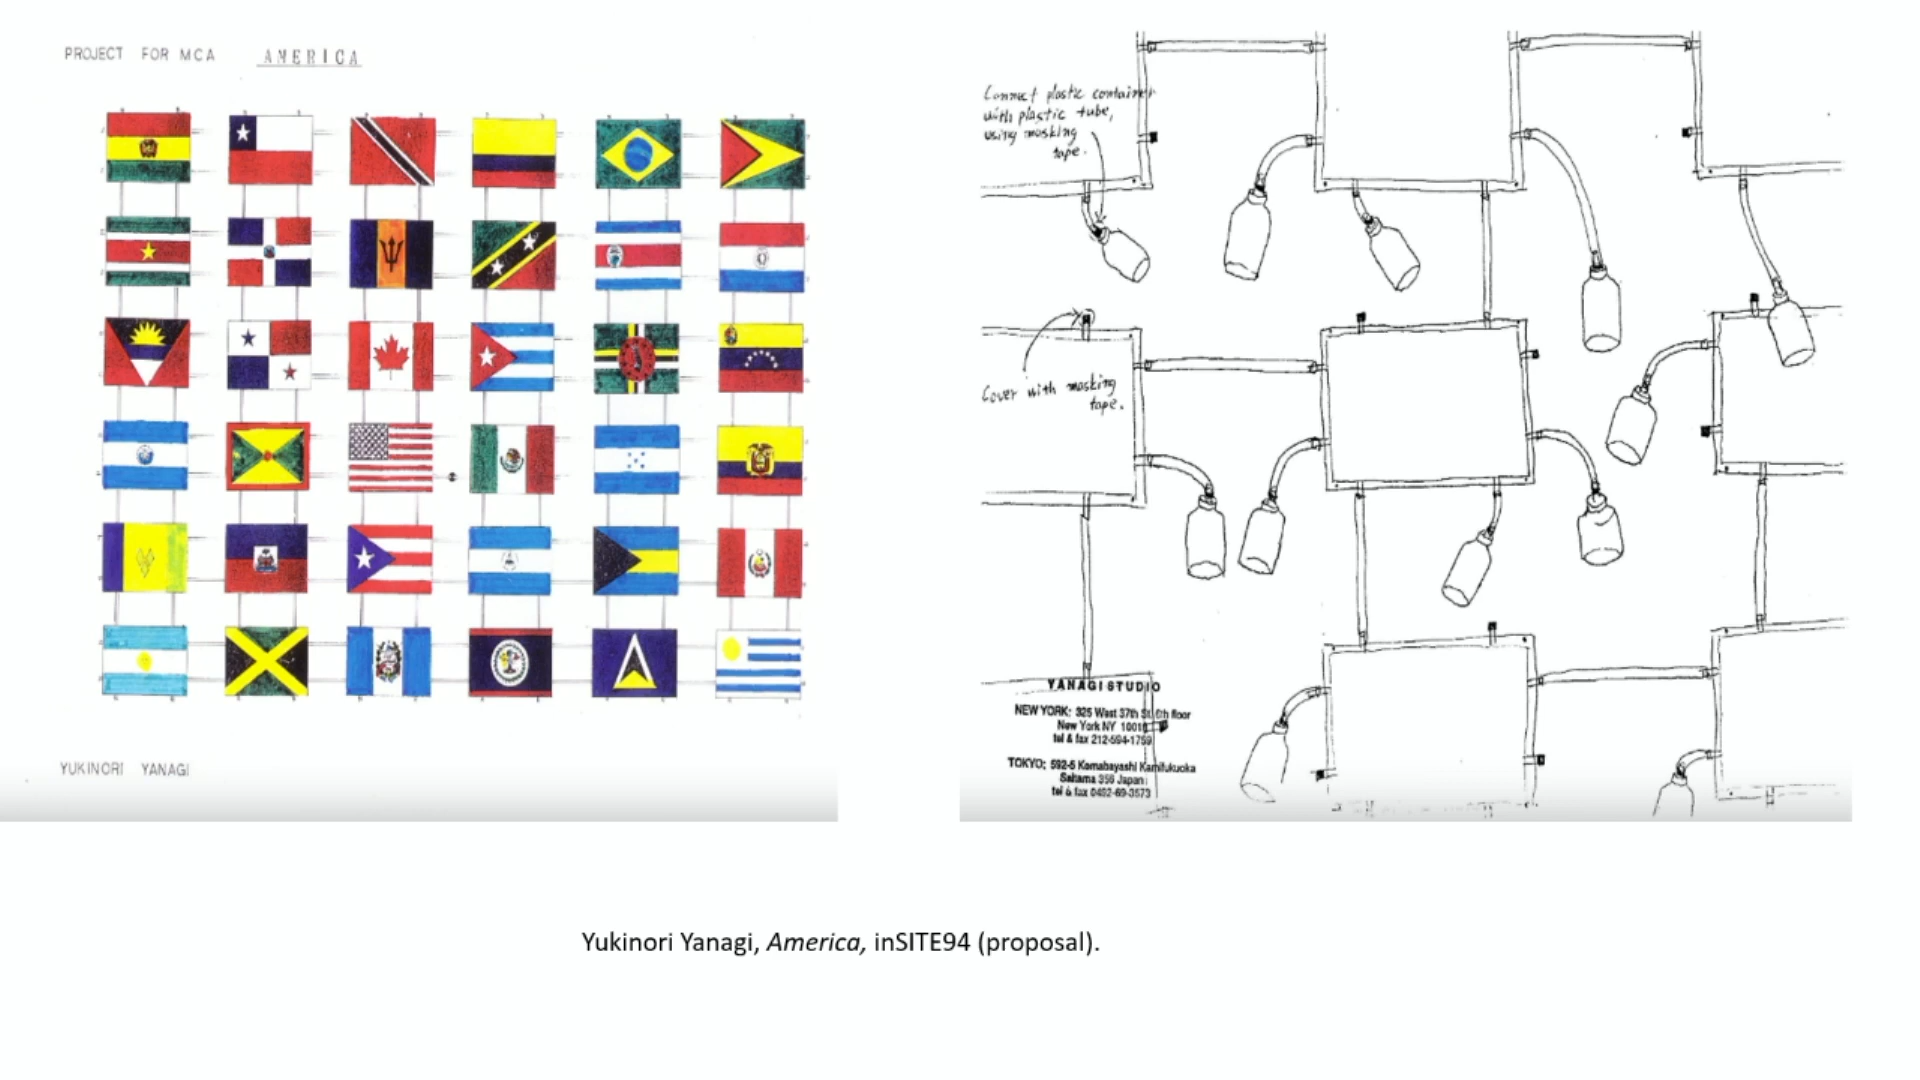 PROJECT FOR MCA AMERICA
YUKINORI YANAGI
Connect plastic container
with plastic tube,
using masking
tape.
Cover with masking
tape.
YANAGI STUDIO
NEW YORK: 325 West 37th St. 6th floor
New York NY 10018
tel & fax 212-594-1759
TOKYO: 592-5 Komabayashi Kamifukuoka
Saitama 356 Japan
tel & fax 0492-69-3573
Yukinori Yanagi, America, inSITE94 (proposal).